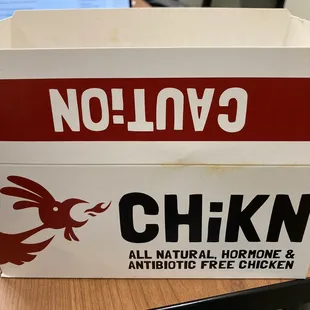 CAUTiON
CHiKN
ALL NATURAL, HORMONE &
ANTIBIOTIC FREE CHICKEN